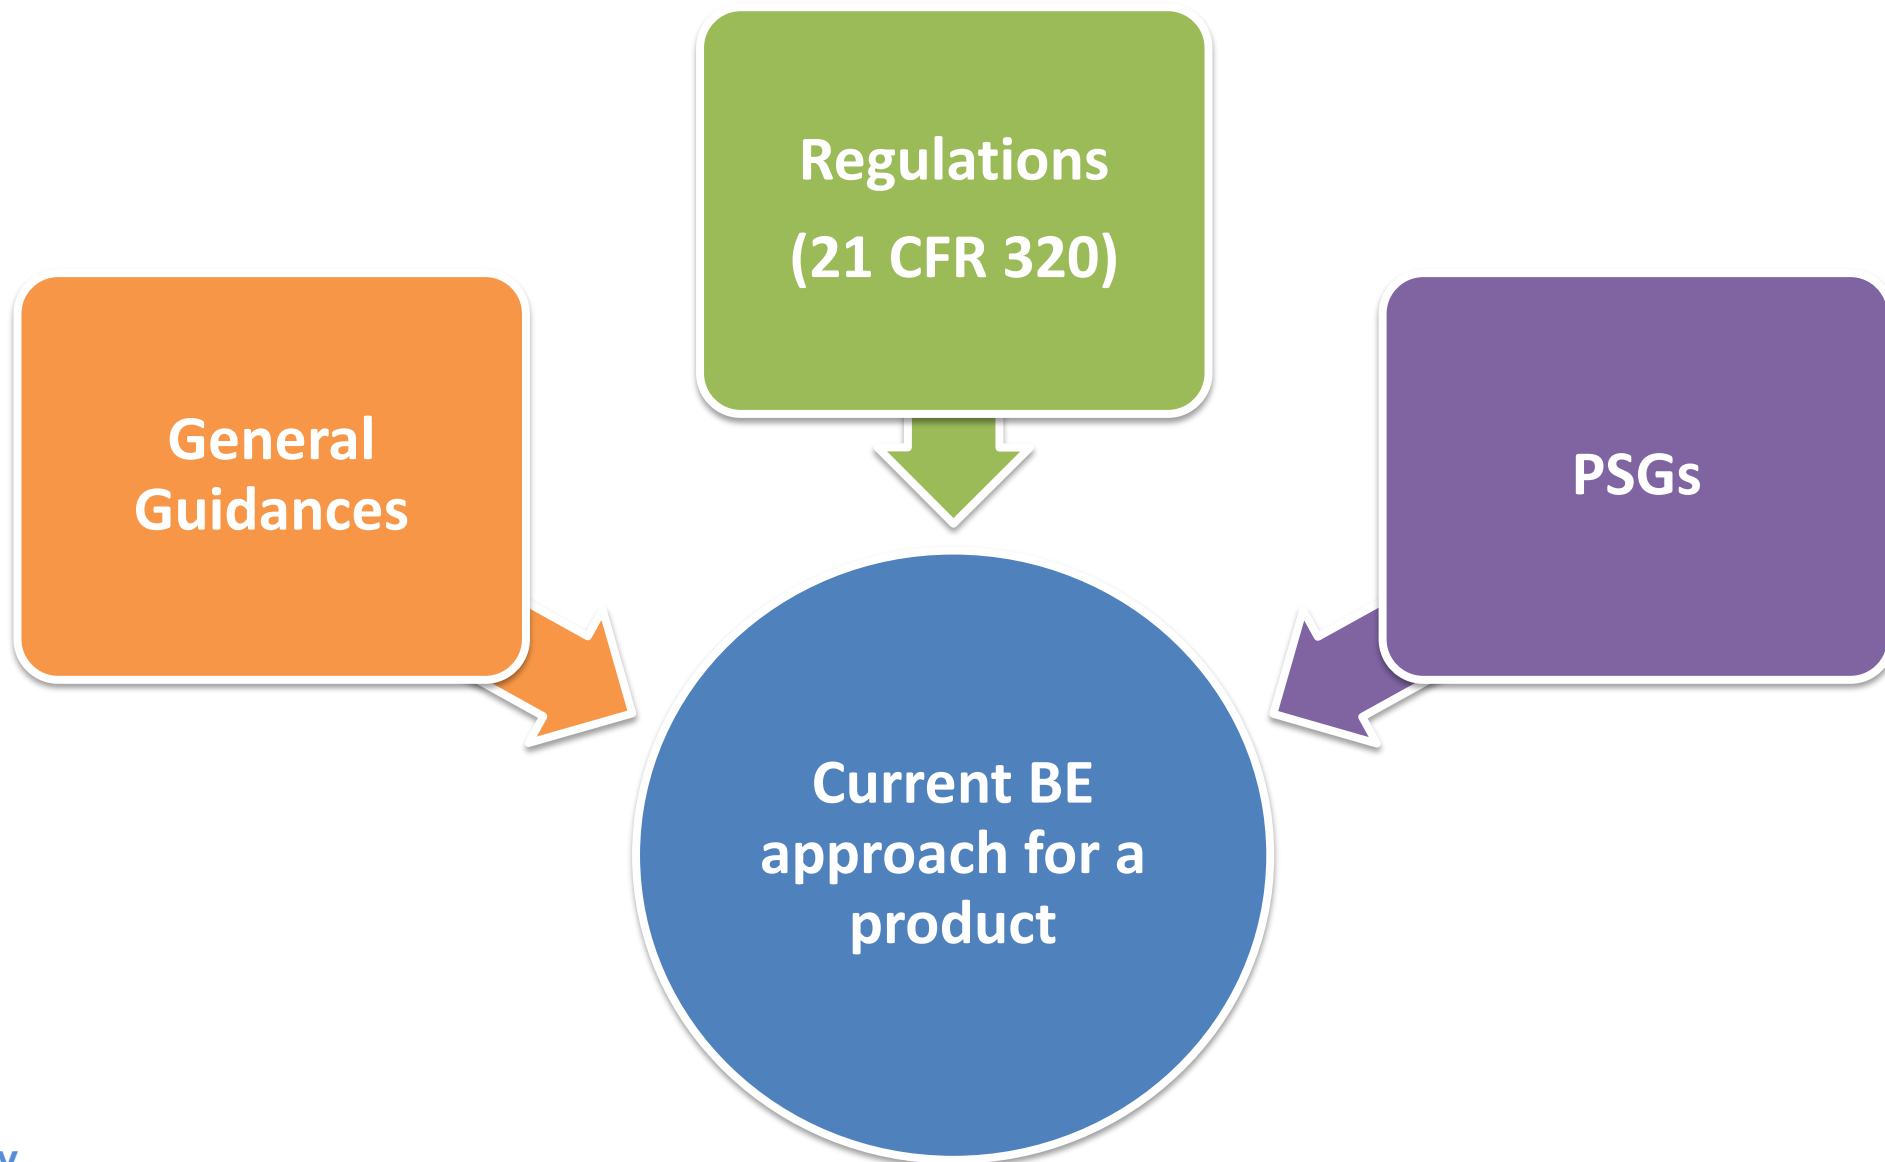 Regulations
(21 CFR 320)
General
Guidances
PSGs
Current BE
approach for a
product